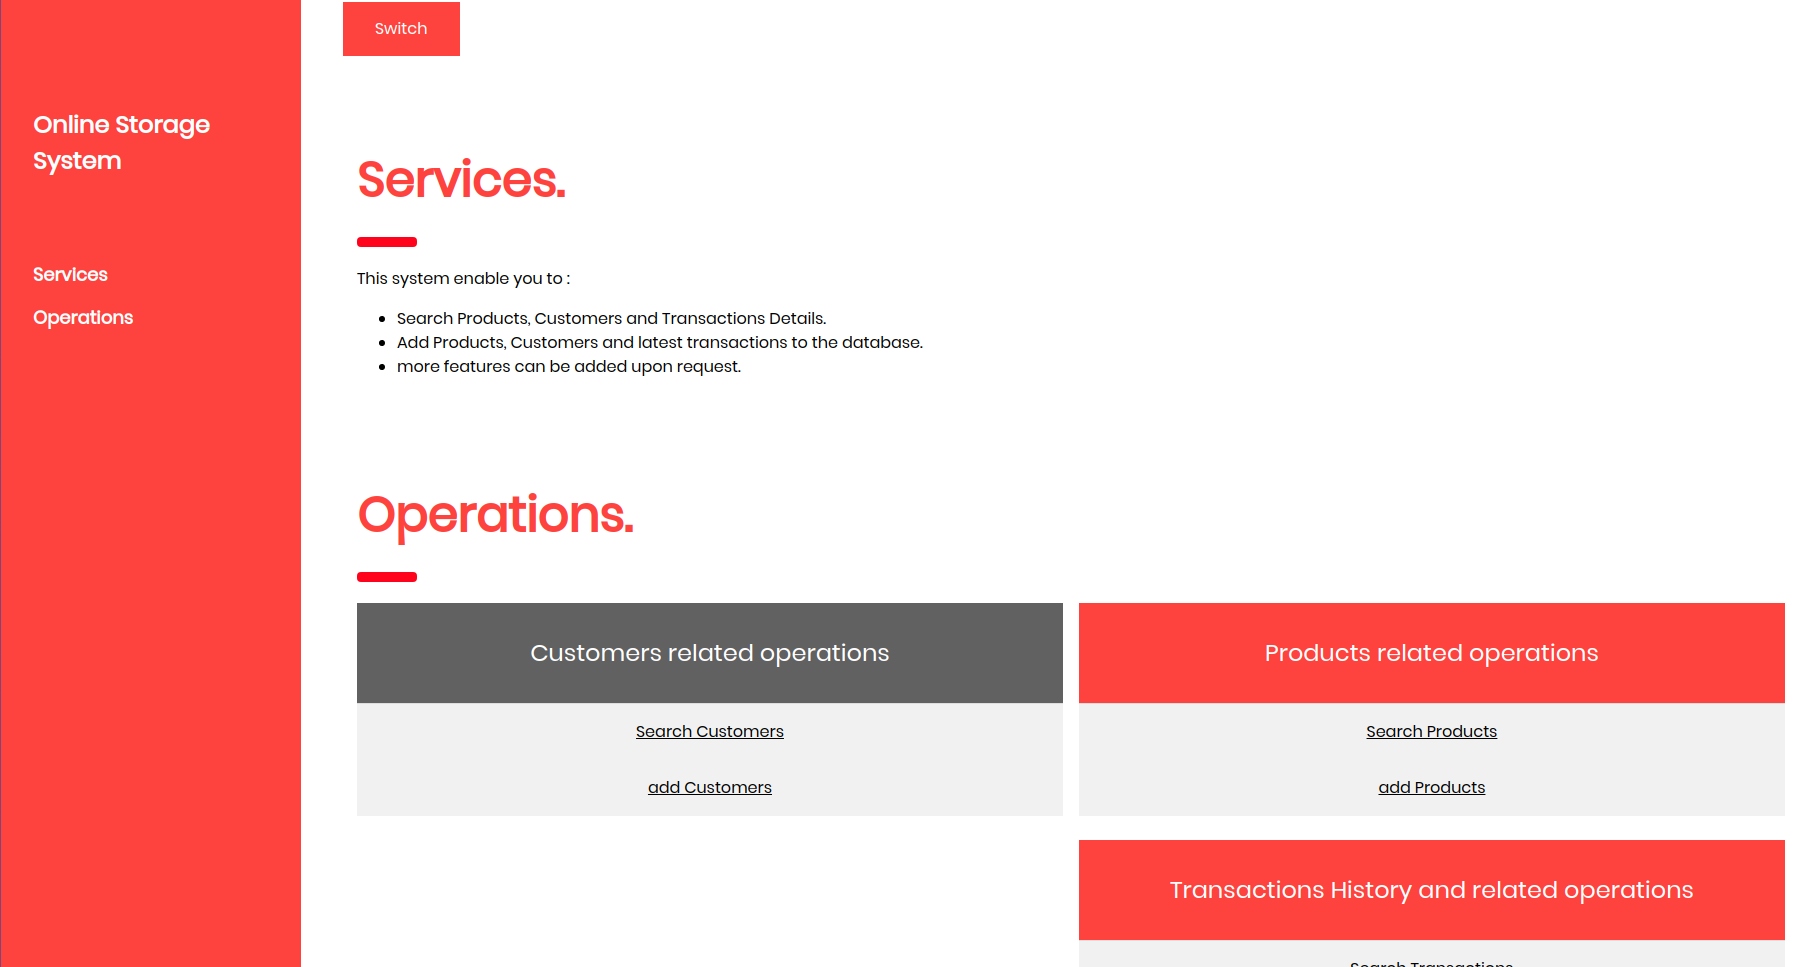 Switch
Online Storage
System
Services
Operations
Services.
This system enable you to :
Search Products, Customers and Transactions Details.
Add Products, Customers and latest transactions to the database.
more features can be added upon request.
Operations.
Customers related operations
Search Customers
add Customers
Products related operations
Search Products
add Products
Transactions History and related operations
Search Transactions